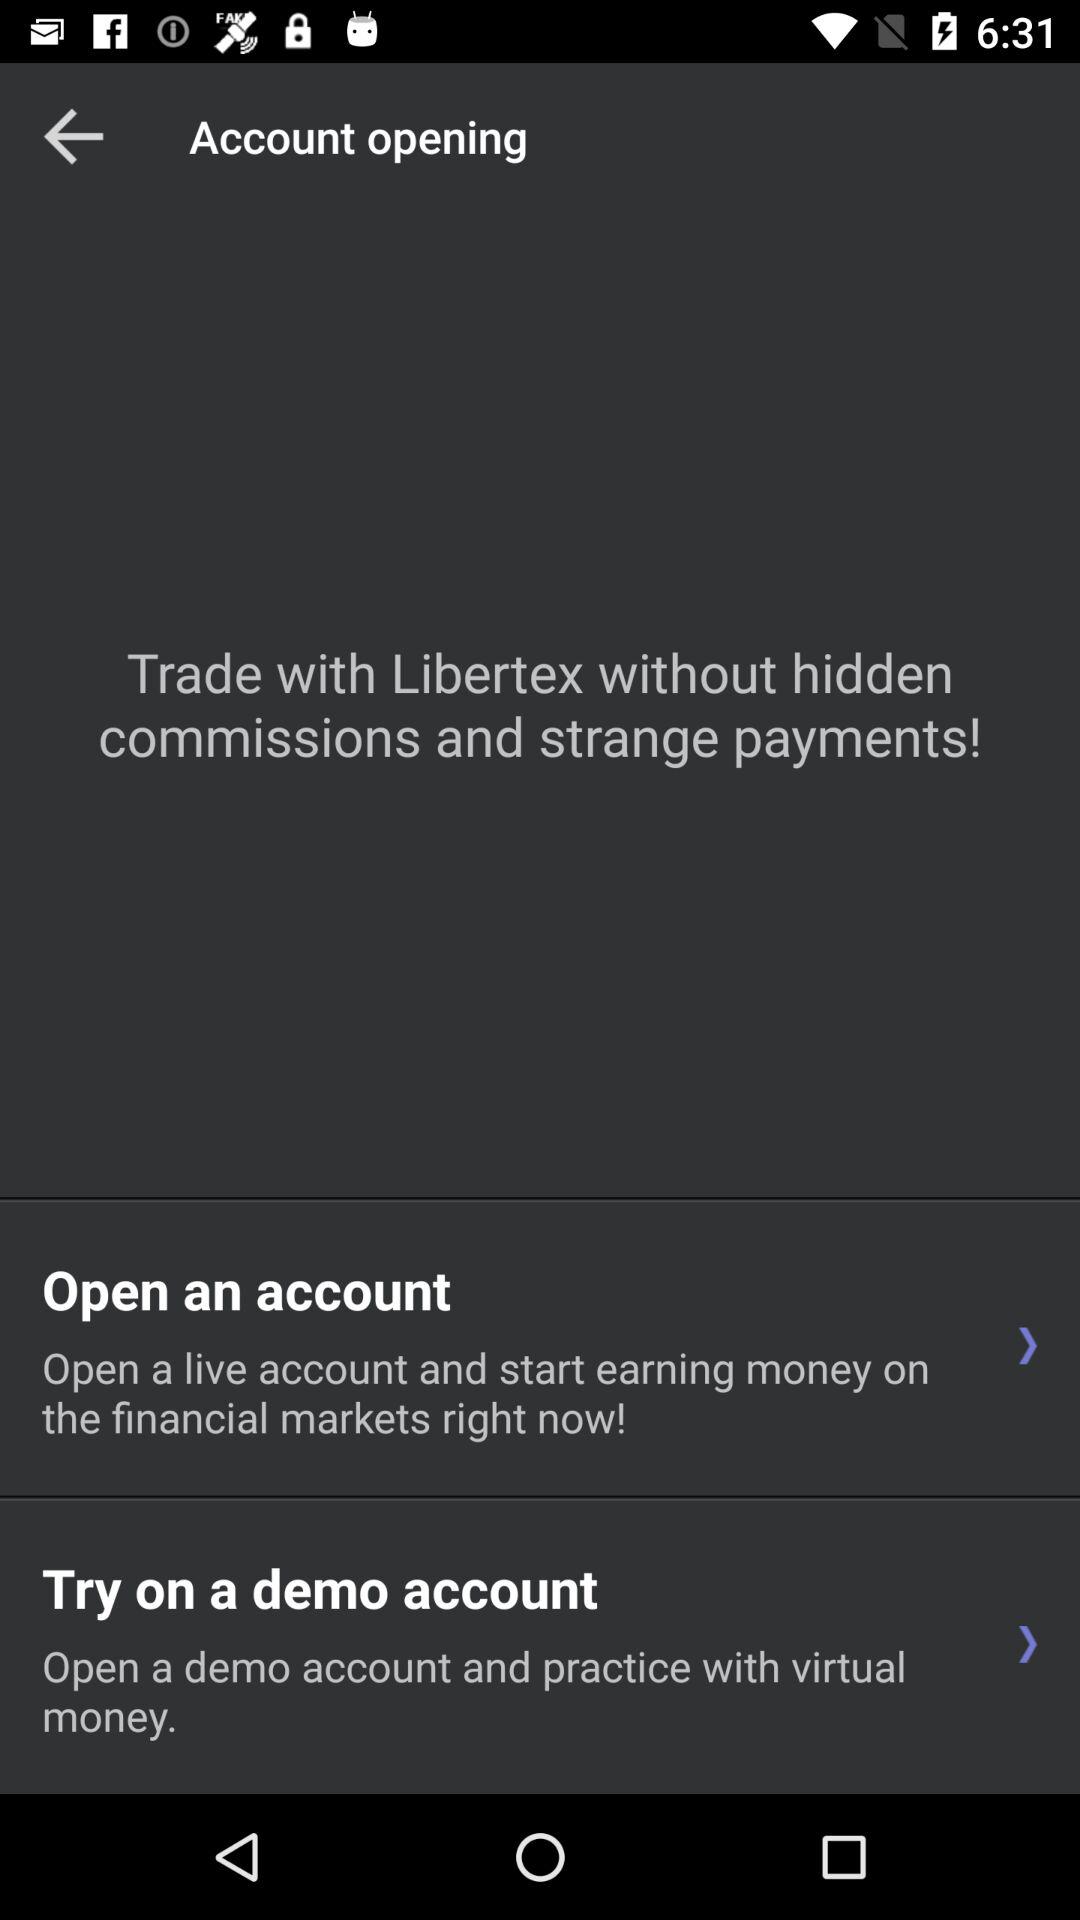 FAKE
6:31
Account opening
Trade with Libertex without hidden
commissions and strange payments!
Open an account
Open a live account and start earning money on
the financial markets right now!
Try on a demo account
Open a demo account and practice with virtual
money.